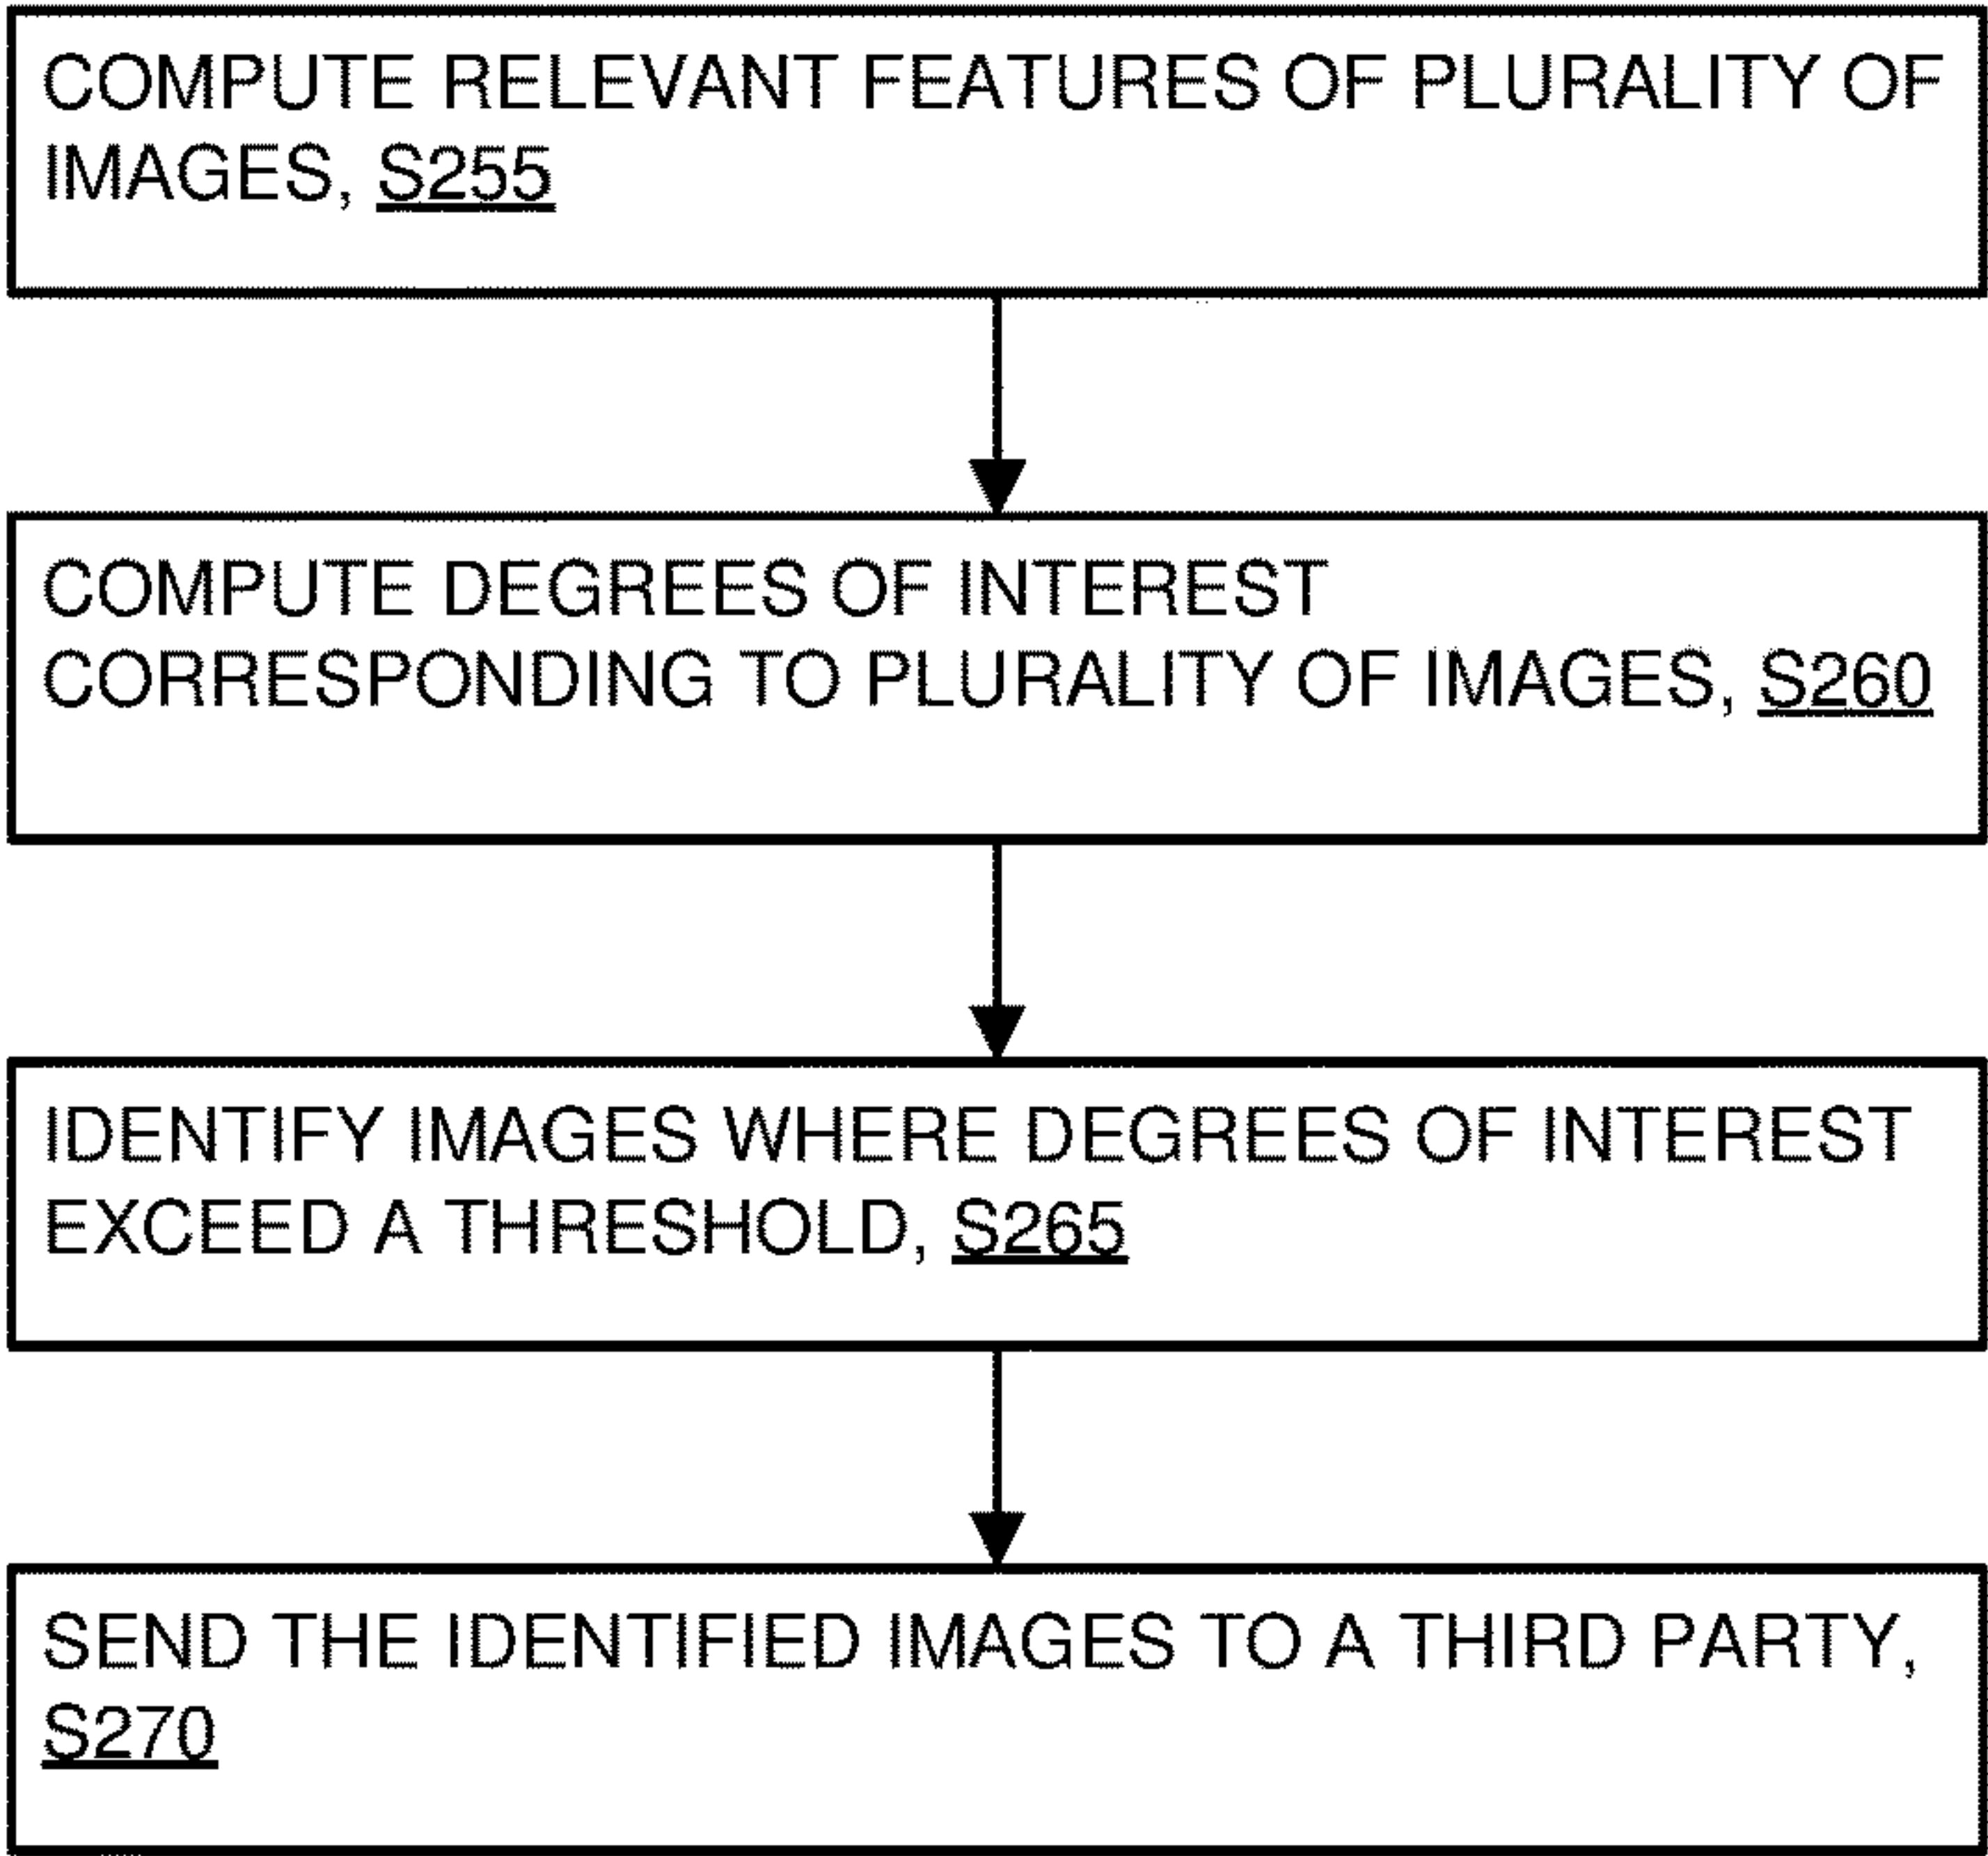 COMPUTE RELEVANT FEATURES OF PLURALITY OF
IMAGES, S255
COMPUTE DEGREES OF INTEREST
CORRESPONDING TO PLURALITY OF IMAGES, S260
IDENTIFY IMAGES WHERE DEGREES OF INTEREST
EXCEED A THRESHOLD, S265
SEND THE IDENTIFIED IMAGES TO A THIRD PARTY,
S270